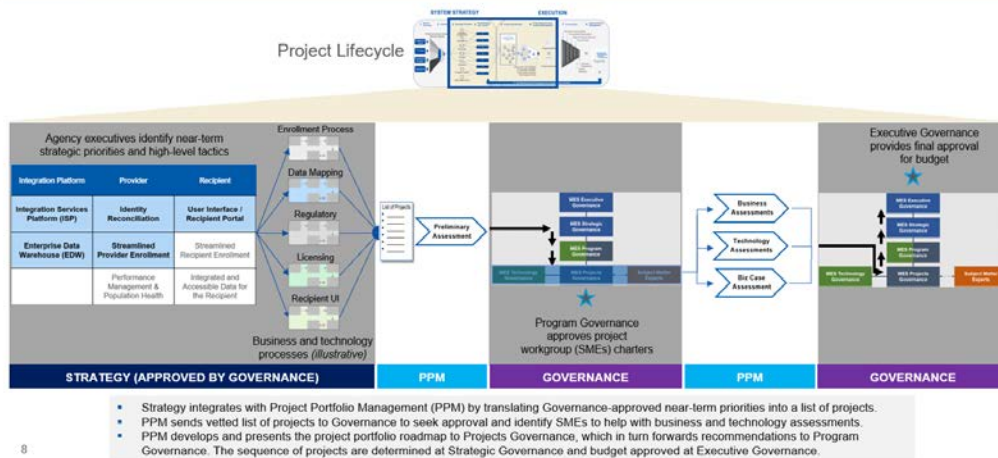 SYSTEM STRATEGY
EXECUTION
Project Lifecycle
Agency executives identify near-term
strategic priorities and high-level tactics
Integration Platform
Provider
Recipient
Integration Services
Platform (ISP)
Identity
Reconciliation
User Interface /
Recipient Portal
Enterprise Data
Warehouse (EDW)
Streamlined
Provider Enrollment
Streamlined
Recipient Enrollment
Performance
Management &
Population Health
Integrated and
Accessible Data for
the Recipient
Enrollment Process
Data Mapping
Regulatory
Licensing
Recipient UI
Business and technology
processes (illustrative)
List of Projects
Preliminary
Assessment
MES Executive
Governance
MES Strategic
Governance
MES Program
Governance
MES Technology
Governance
MES Projects
Governance
Subject Matter
Experts
Program Governance
approves project
workgroup (SMEs) charters
Business
Assessments
Technology
Assessments
Biz Case
Assessment
Executive Governance
provides final approval
for budget
MES Executive
Governance
MES Strategic
Governance
MES Program
Governance
MES Technology
Governance
MES Projects
Governance
Subject Matter
Experts
STRATEGY (APPROVED BY GOVERNANCE)
PPM
GOVERNANCE
PPM
GOVERNANCE
▪ Strategy integrates with Project Portfolio Management (PPM) by translating Governance-approved near-term priorities into a list of projects.
▪ PPM sends vetted list of projects to Governance to seek approval and identify SMEs to help with business and technology assessments.
▪ PPM develops and presents the project portfolio roadmap to Projects Governance, which in turn forwards recommendations to Program
Governance. The sequence of projects are determined at Strategic Governance and budget approved at Executive Governance.
8